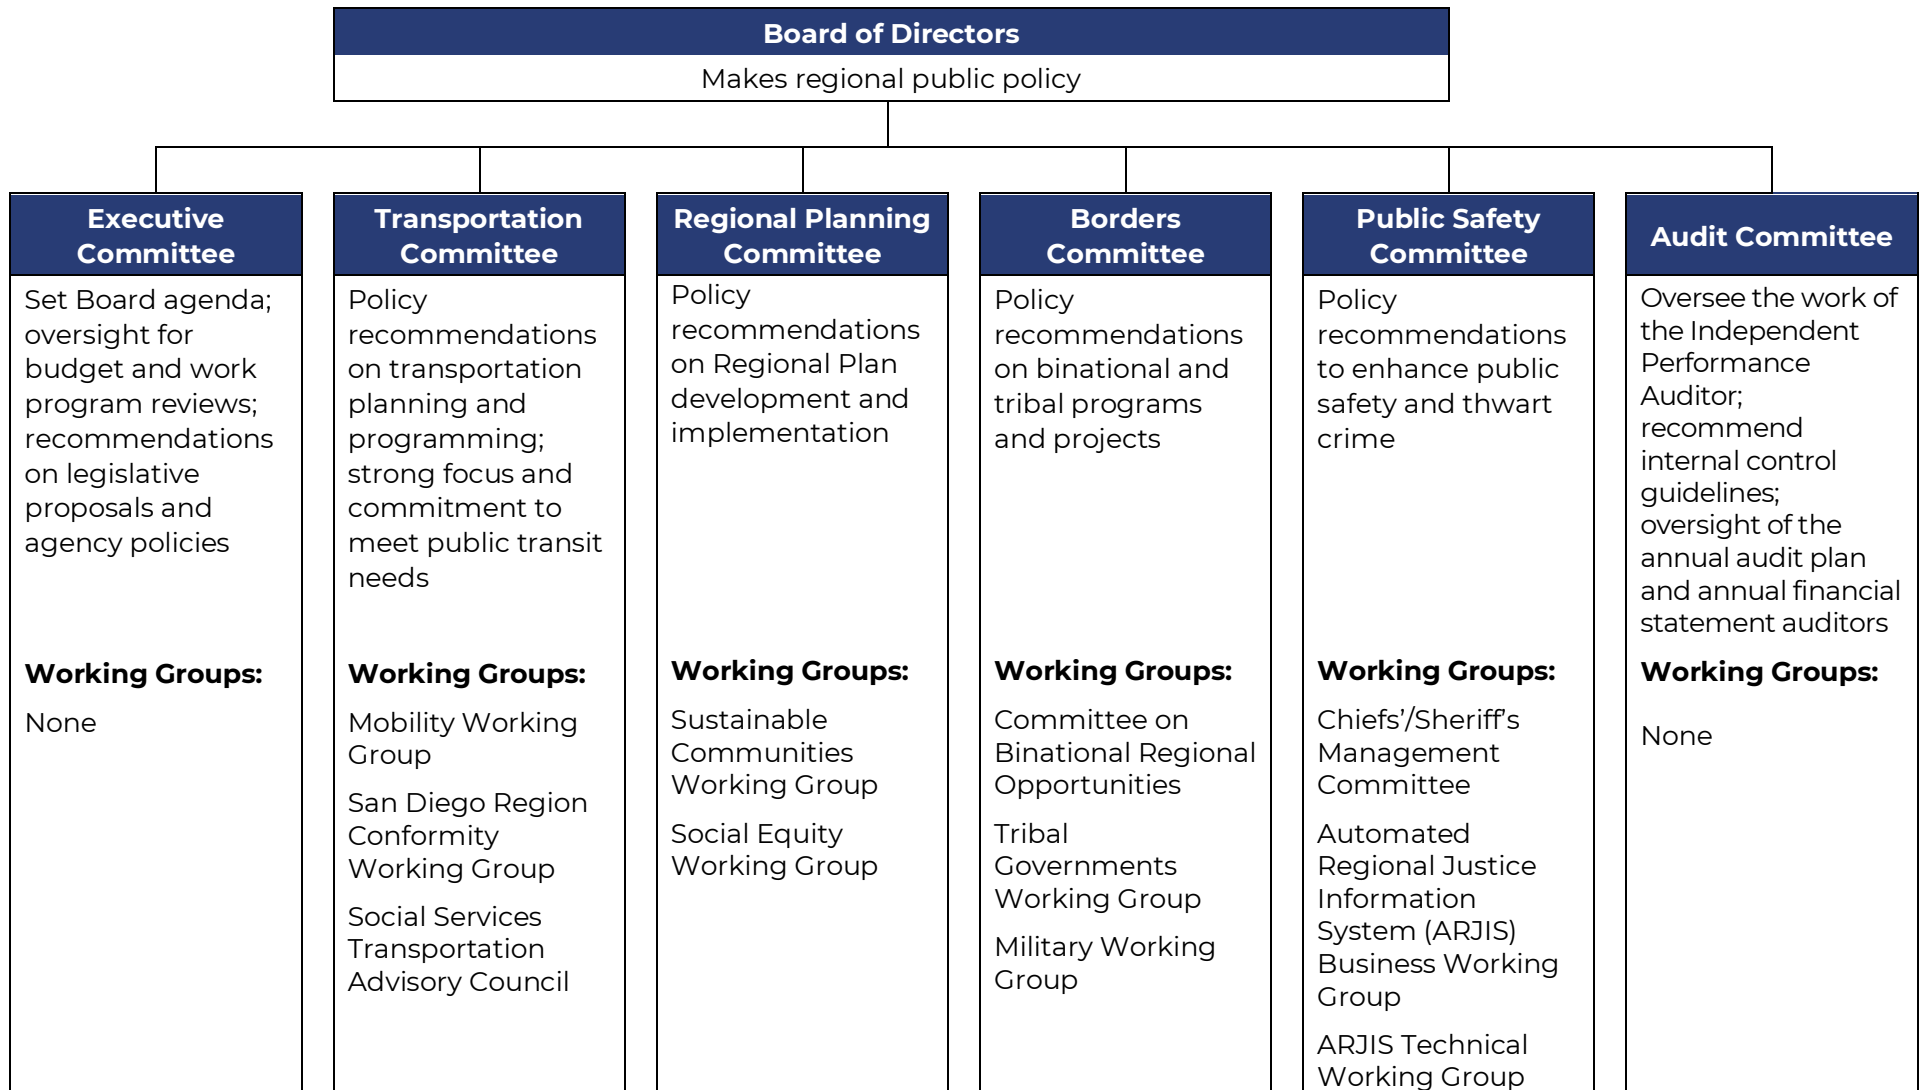 Board of Directors
Makes regional public policy
Executive
Committee
Set Board agenda;
oversight for
budget and work
program reviews;
recommendations
on legislative
proposals and
agency policies
Working Groups:
None
Transportation
Committee
Policy
recommendations
on transportation
planning and
programming;
strong focus and
commitment to
meet public transit
needs
Working Groups:
Mobility Working
Group
San Diego Region
Conformity
Working Group
Social Services
Transportation
Advisory Council
Regional Planning
Committee
Policy
recommendations
on Regional Plan
development and
implementation
Working Groups:
Sustainable
Communities
Working Group
Social Equity
Working Group
Borders
Committee
Policy
recommendations
on binational and
tribal programs
and projects
Working Groups:
Committee on
Binational Regional
Opportunities
Tribal
Governments
Working Group
Military Working
Group
Public Safety
Committee
Policy
recommendations
to enhance public
safety and thwart
crime
Working Groups:
Chiefs’/Sheriff’s
Management
Committee
Automated
Regional Justice
Information
System (ARJIS)
Business Working
Group
ARJIS Technical
Working Group
Audit Committee
Oversee the work of
the Independent
Performance
Auditor;
recommend
internal control
guidelines;
oversight of the
annual audit plan
and annual financial
statement auditors
Working Groups:
None